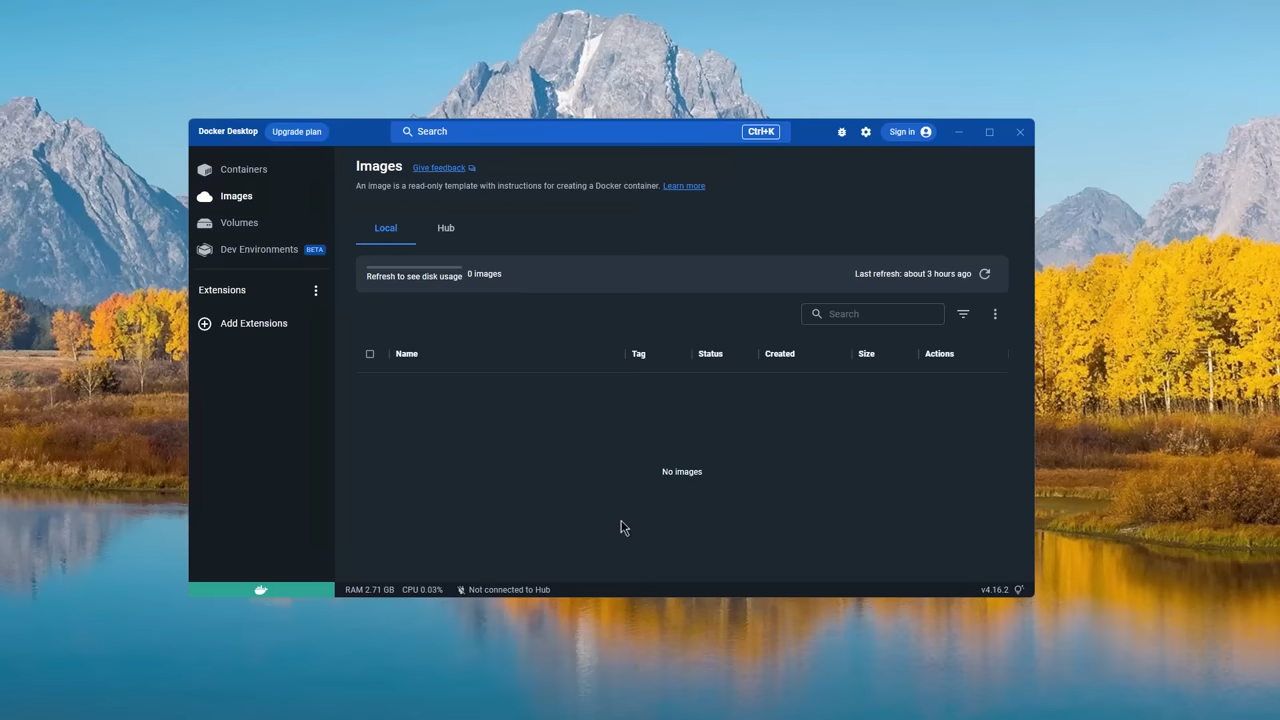 Docker Desktop
Upgrade plan
Search
Ctrl+K
Sign in
Containers
Images
Volumes
Dev Environments BETA
Extensions
Add Extensions
Images
Give feedback
An image is a read-only template with instructions for creating a Docker container. Learn more
Local Hub
Refresh to see disk usage 0 images
Last refresh: about 3 hours ago
Search
Name Tag Status Created Size Actions
No images
RAM 2.71 GB CPU 0.03% Not connected to Hub
v4.16.2